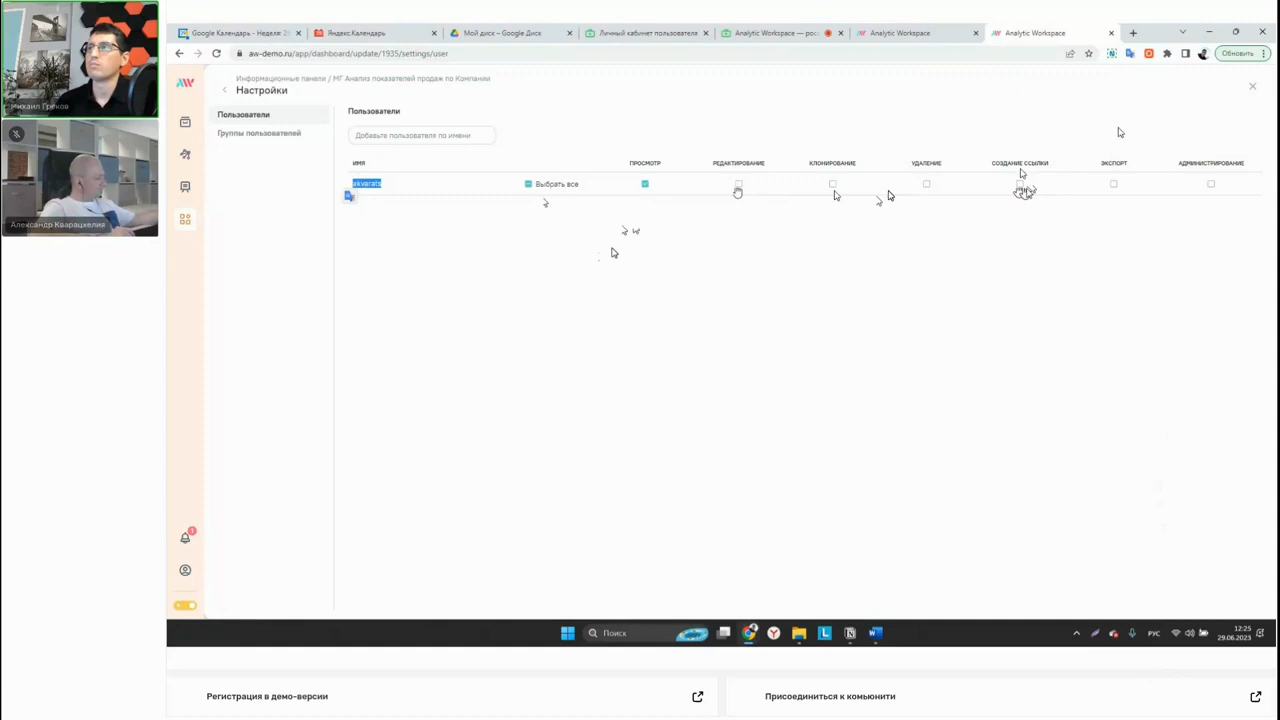 Михаил Греков
Александр Кварацхелия
Google Календарь - Неделя: 2
Яндекс.Календарь
Мой диск – Google Диск
Личный кабинет пользователя
Analytic Workspace — рос
Analytic Workspace
Analytic Workspace
aw-demo.ru/app/dashboard/update/1935/settings/user
Обновить
Информационные панели / МГ Анализ показателей продаж по Компании
Настройки
Пользователи
Группы пользователей
Пользователи
Добавьте пользователя по имени
ИМЯ
ПРОСМОТР
РЕДАКТИРОВАНИЕ
КЛОНИРОВАНИЕ
УДАЛЕНИЕ
СОЗДАНИЕ ССЫЛКИ
ЭКСПОРТ
АДМИНИСТРИРОВАНИЕ
akvarats
Выбрать все
1
Поиск
РУС
12:25
29.06.2023
Регистрация в демо-версии
Присоединиться к комьюнити